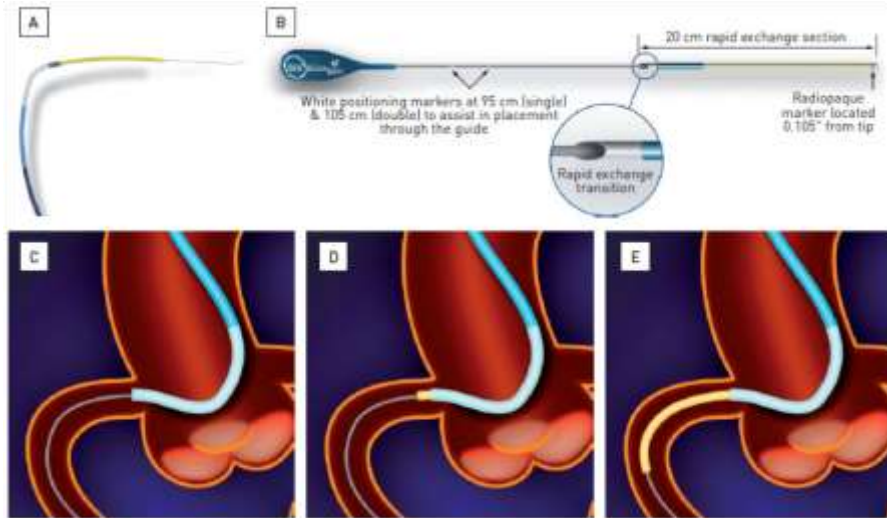 A
B
20 cm rapid exchange section
White positioning markers at 95 cm (single)
& 105 cm (double) to assist in placement
through the guide
Radiopaque
marker located
0.105" from tip
Rapid exchange
transition
C
D
E